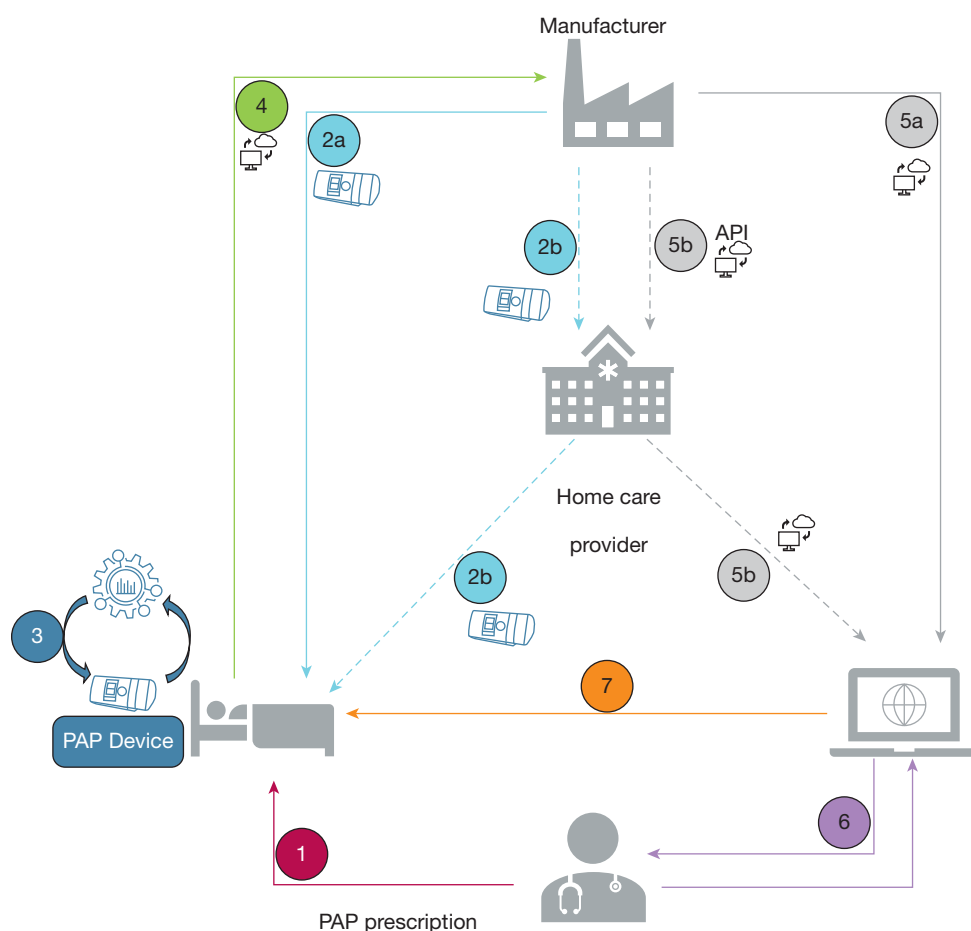 Manufacturer
4
2a
5a
2b
5b
API
Home care
provider
2b
5b
3
7
PAP Device
6
1
PAP prescription